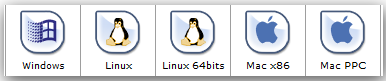 Windows
Linux
Linux 64bits
Mac x86
Mac PPC